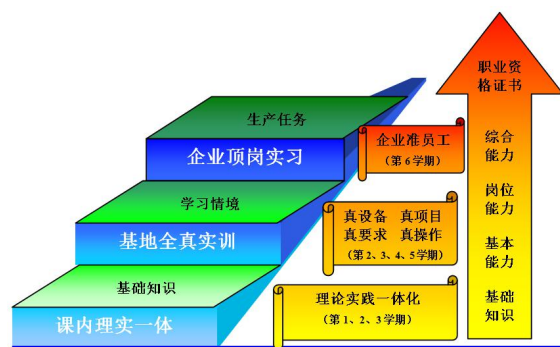 生产任务
企业顶岗实习
学习情境
基地全真实训
基础知识
课内理实一体
企业准员工
（第 6 学期）
真设备 真项目
真要求 真操作
（第 2、3、4、5 学期）
理论实践一体化
（第 1、2、3 学期）
职业资
格证书
综合
能力
岗位
能力
基本
能力
基础
知识